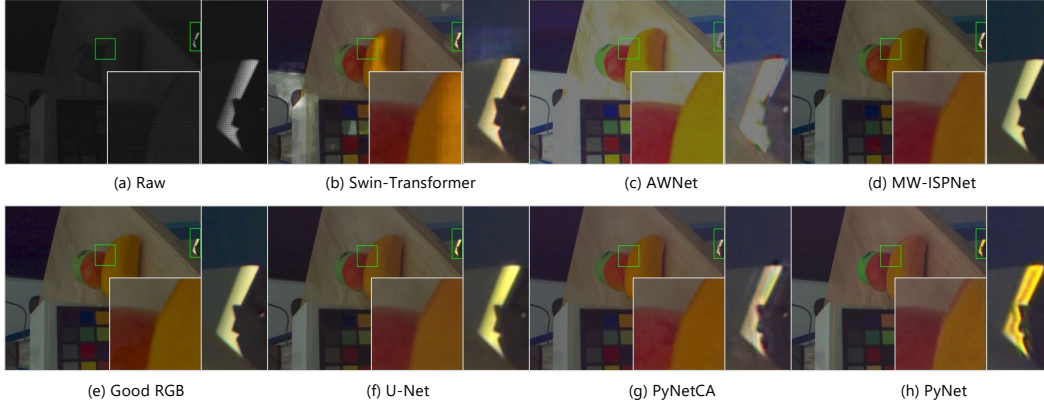 (a) Raw
(b) Swin-Transformer
(c) AWNet
(d) MW-ISPNet
(e) Good RGB
(f) U-Net
(g) PyNetCA
(h) PyNet